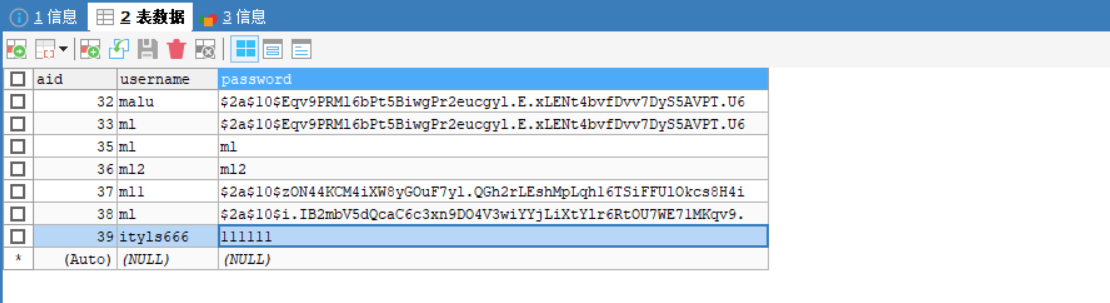 1 信息 2 表数据 3 信息
aid username password
32 malu $2a$10$Eqv9PRMl6bPt5BiwgPr2eucgyl.E.xLENt4bvfDvv7DyS5AVPT.U6
33 ml $2a$10$Eqv9PRMl6bPt5BiwgPr2eucgyl.E.xLENt4bvfDvv7DyS5AVPT.U6
35 ml ml
36 ml2 ml2
37 ml1 $2a$10$zON44KCM4iXW8yGOuF7yl.QGh2rLEshMpLqh16TSiFFUlOkcs8H4i
38 ml $2a$10$i.IB2mbV5dQcaC6c3xn9DO4V3wiYYjLiXtYlr6RtOU7WE7lMKqv9.
39 ityls666 111111
* (Auto) (NULL) (NULL)